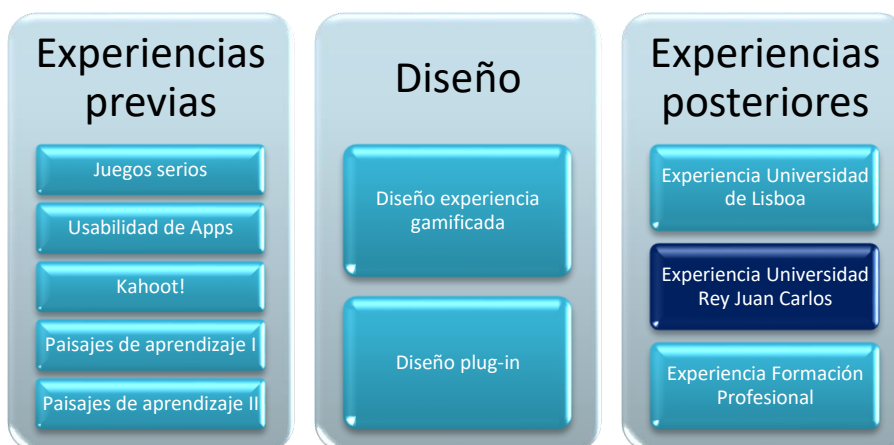 Experiencias
previas
Juegos serios
Usabilidad de Apps
Kahoot!
Paisajes de aprendizaje I
Paisajes de aprendizaje II
Diseño
Diseño experiencia
gamificada
Diseño plug-in
Experiencias
posteriores
Experiencia Universidad
de Lisboa
Experiencia Universidad
Rey Juan Carlos
Experiencia Formación
Profesional